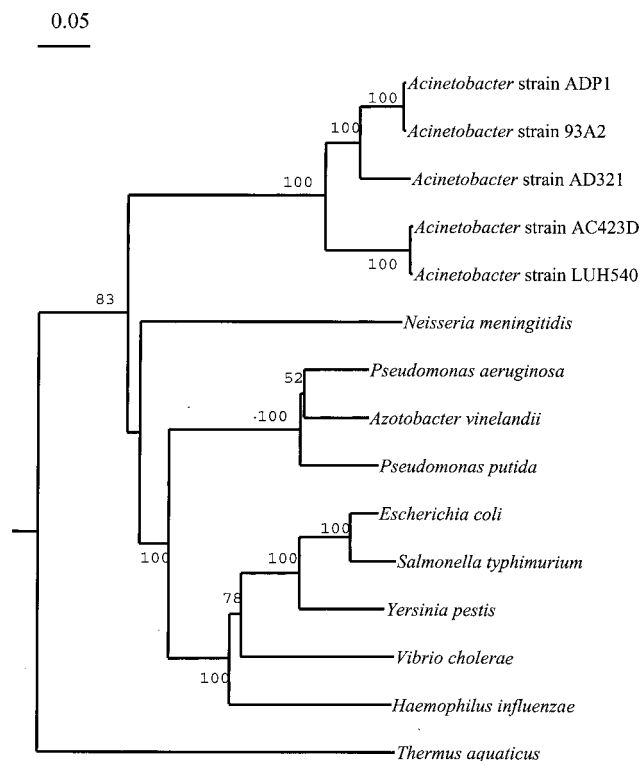 0.05
100
Acinetobacter strain ADP1
100
Acinetobacter strain 93A2
100
Acinetobacter strain AD321
Acinetobacter strain AC423D
100
Acinetobacter strain LUH540
83
Neisseria meningitidis
52
Pseudomonas aeruginosa
100
Azotobacter vinelandii
Pseudomonas putida
Escherichia coli
100
100
100
Salmonella typhimurium
78
Yersinia pestis
Vibrio cholerae
100
Haemophilus influenzae
Thermus aquaticus